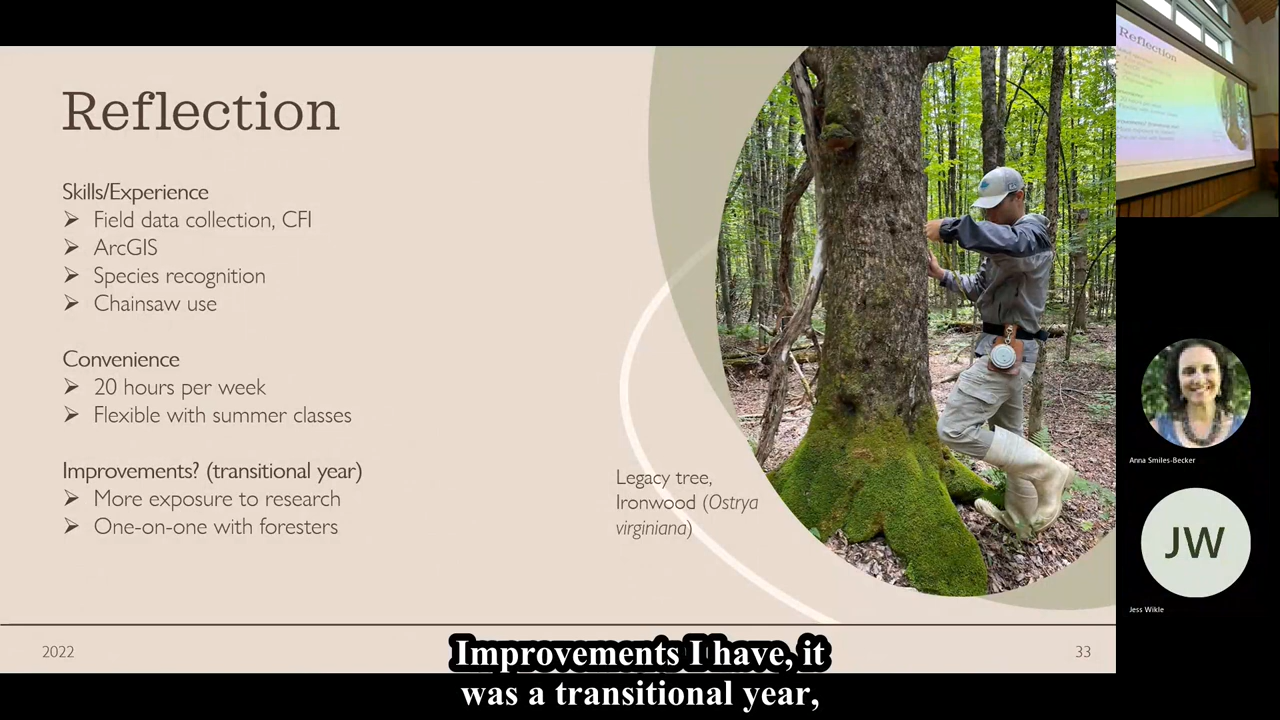 Reflection
Skills/Experience
➢ Field data collection, CFI
➢ ArcGIS
➢ Species recognition
➢ Chainsaw use
Convenience
➢ 20 hours per week
➢ Flexible with summer classes
Improvements? (transitional year)
➢ More exposure to research
➢ One-on-one with foresters
Legacy tree,
Ironwood (Ostrya
virginiana)
2022
33
Improvements I have, it
was a transitional year,
Reflection
Anna Smiles-Becker
JW
Jess Wikle